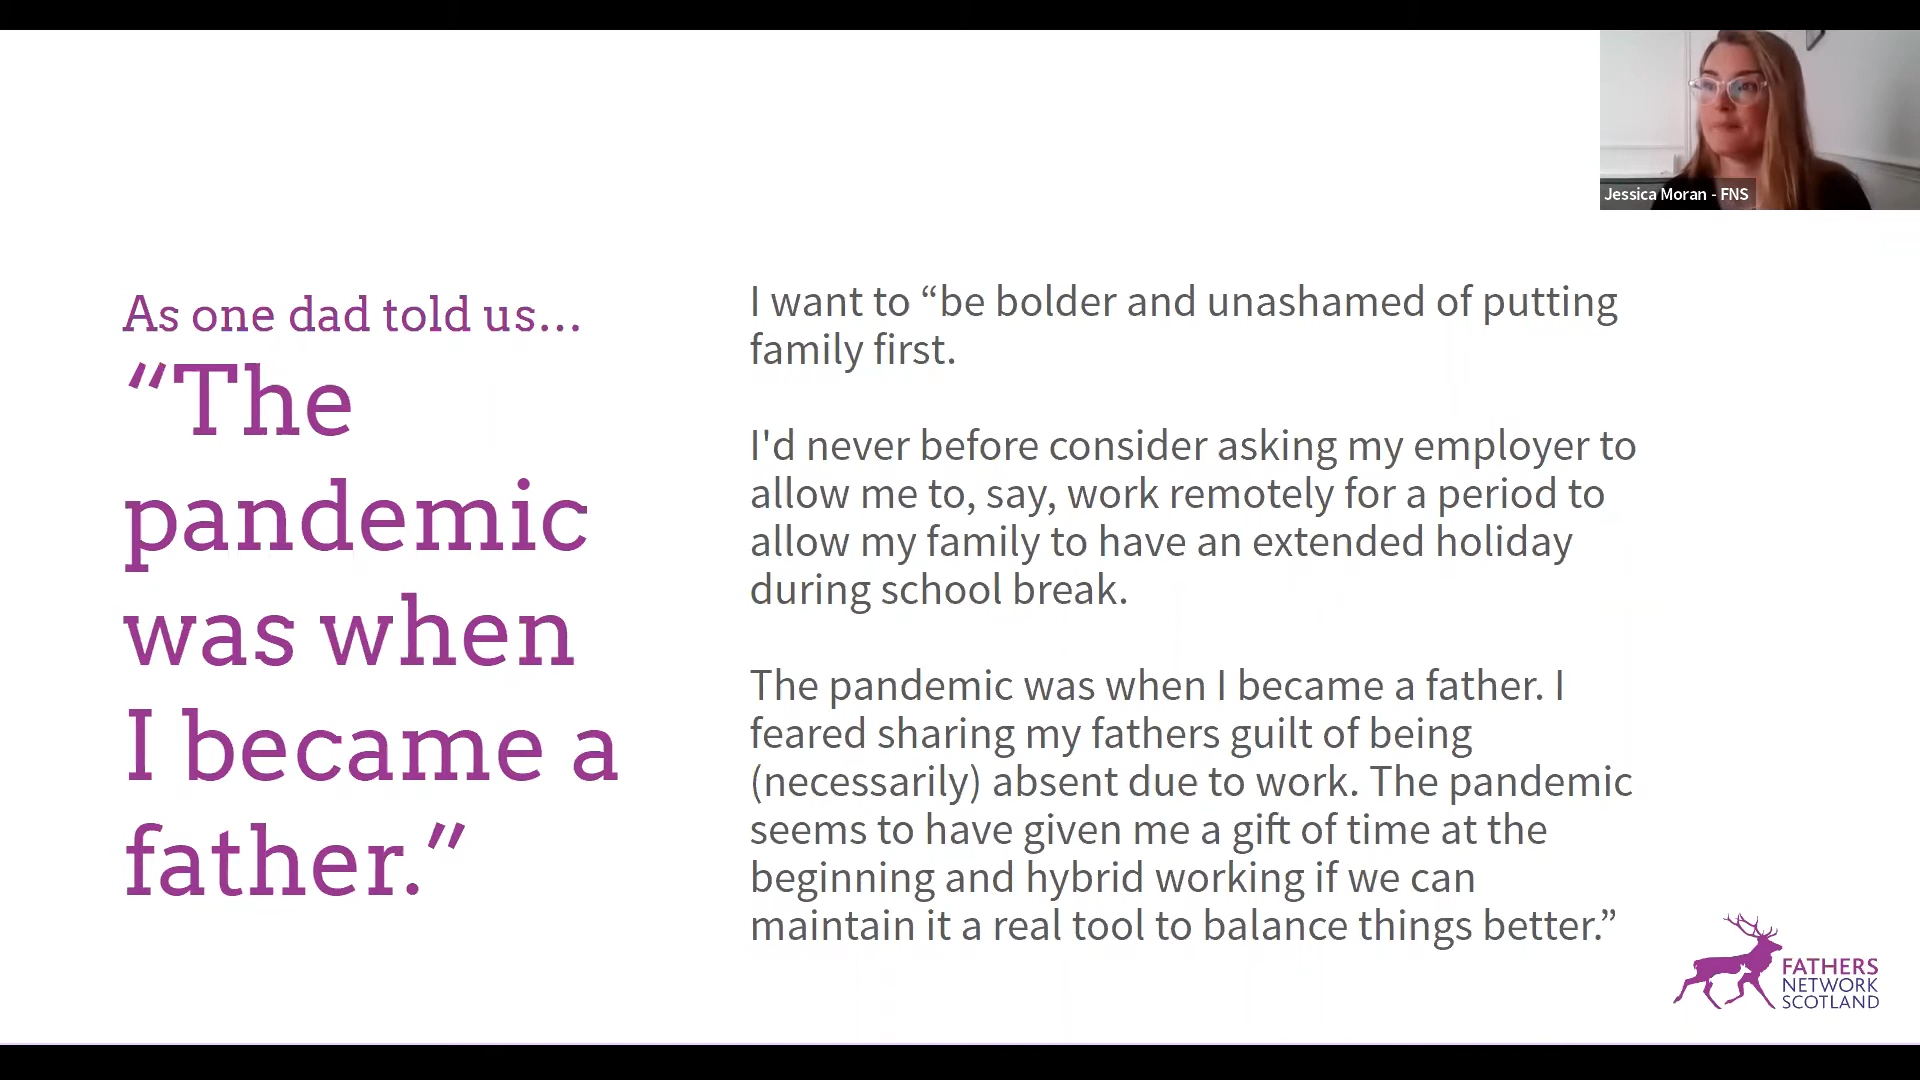 Jessica Moran - FNS
As one dad told us...
“The
pandemic
was when
I became a
father.”
I want to “be bolder and unashamed of putting
family first.
I'd never before consider asking my employer to
allow me to, say, work remotely for a period to
allow my family to have an extended holiday
during school break.
The pandemic was when I became a father. I
feared sharing my fathers guilt of being
(necessarily) absent due to work. The pandemic
seems to have given me a gift of time at the
beginning and hybrid working if we can
maintain it a real tool to balance things better.”
FATHERS
NETWORK
SCOTLAND